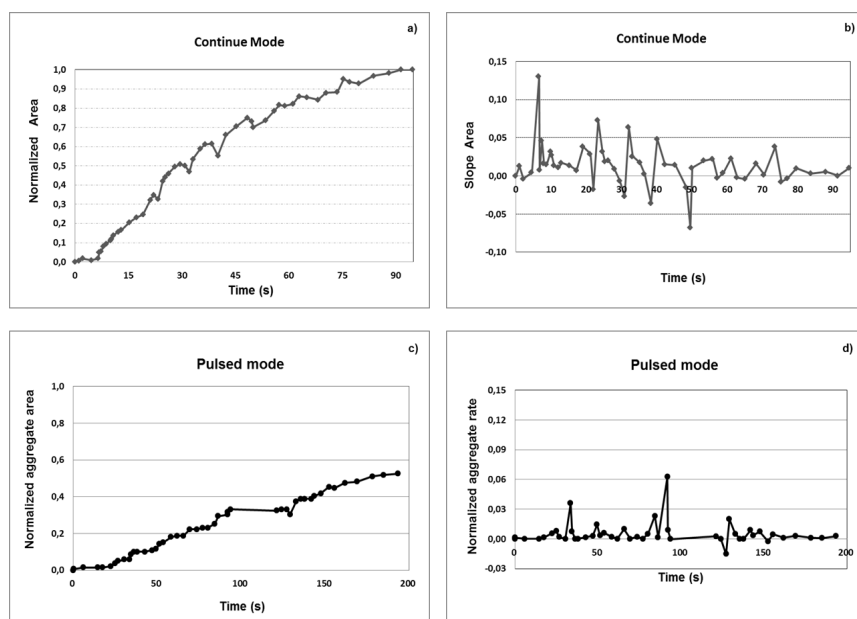 a)
Continue Mode
Normalized Area
1,0
0,9
0,8
0,7
0,6
0,5
0,4
0,3
0,2
0,1
0,0
0 15 30 45 60 75 90
Time (s)
b)
Continue Mode
Slope Area
0,15
0,10
0,05
0,00
-0,05
-0,10
0 10 20 30 40 50 60 70 80 90
Time (s)
c)
Pulsed mode
Normalized aggregate area
1,0
0,8
0,6
0,4
0,2
0,0
0 50 100 150 200
Time (s)
d)
Pulsed mode
Normalized aggregate rate
0,15
0,12
0,09
0,06
0,03
0,00
-0,03
0 50 100 150 200
Time (s)